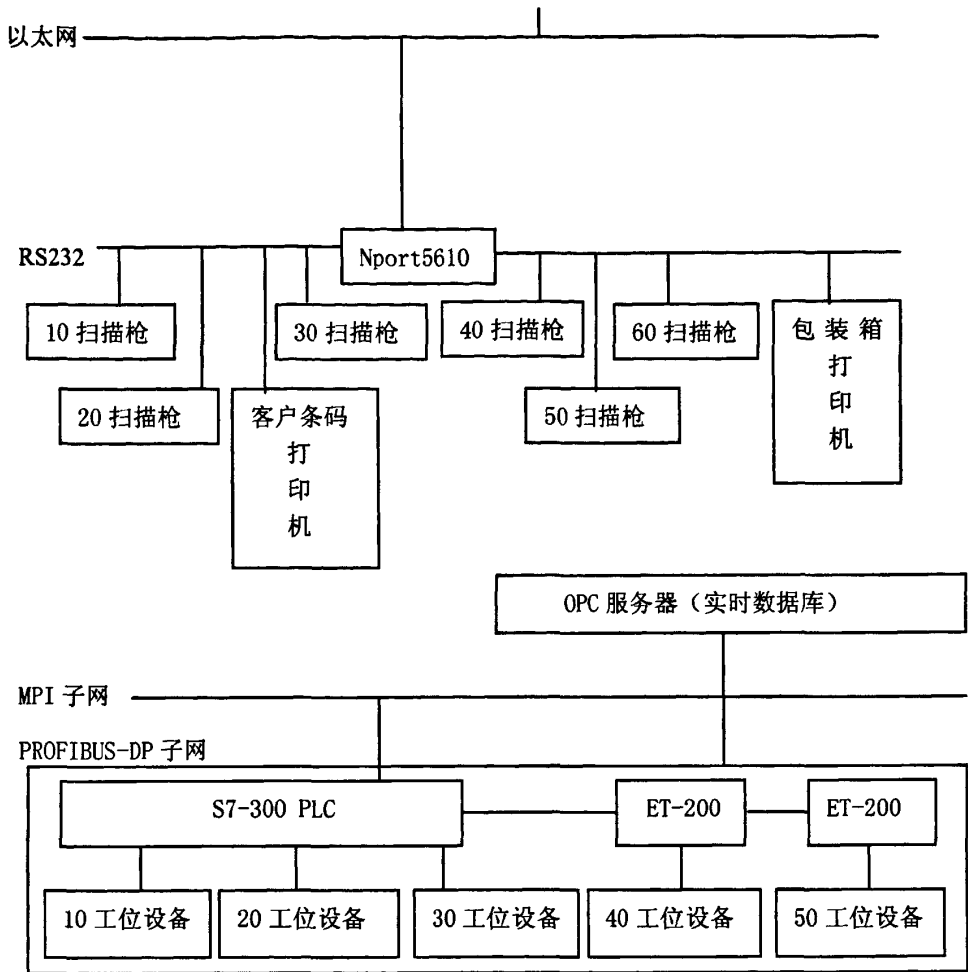 以太网
RS232
Nport5610
10 扫描枪
30 扫描枪
40 扫描枪
60 扫描枪
包 装 箱
打
印
机
20 扫描枪
客户条码
打
印
机
50 扫描枪
OPC 服务器（实时数据库）
MPI 子网
PROFIBUS-DP 子网
S7-300 PLC
ET-200
ET-200
10 工位设备
20 工位设备
30 工位设备
40 工位设备
50 工位设备